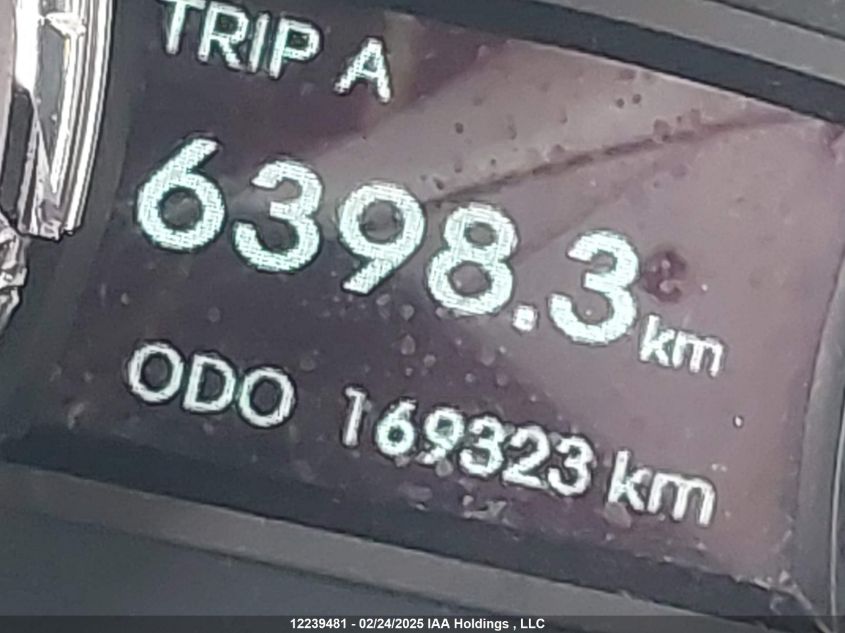 TRIP A
6398.3 km
ODO 169323 km
12239481 - 02/24/2025 IAA Holdings , LLC